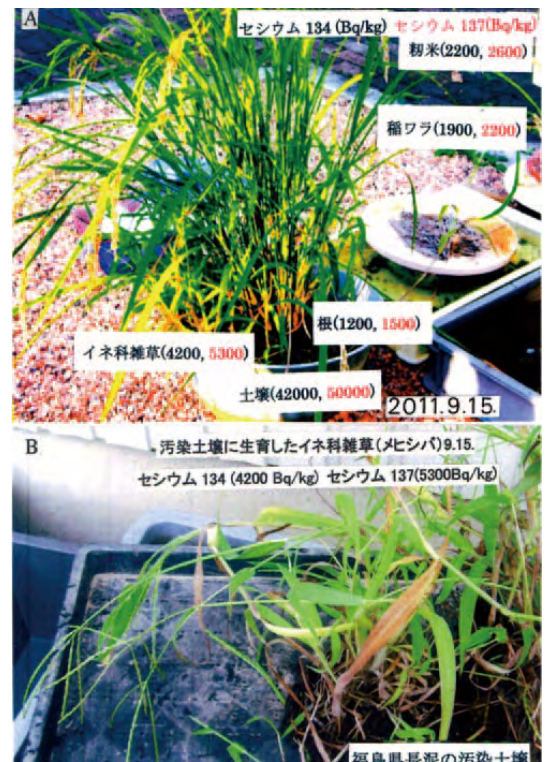 A
セシウム 134 (Bq/kg) セシウム 137(Bq/kg)
籾米(2200, 2600)
稲ワラ(1900, 2200)
根(1200, 1500)
イネ科雑草(4200, 5300)
土壌(42000, 50000)
2011.9.15.
B
汚染土壌に生育したイネ科雑草(メヒシバ)9.15.
セシウム 134 (4200 Bq/kg) セシウム 137(5300Bq/kg)
福島県長泥の汚染土壌